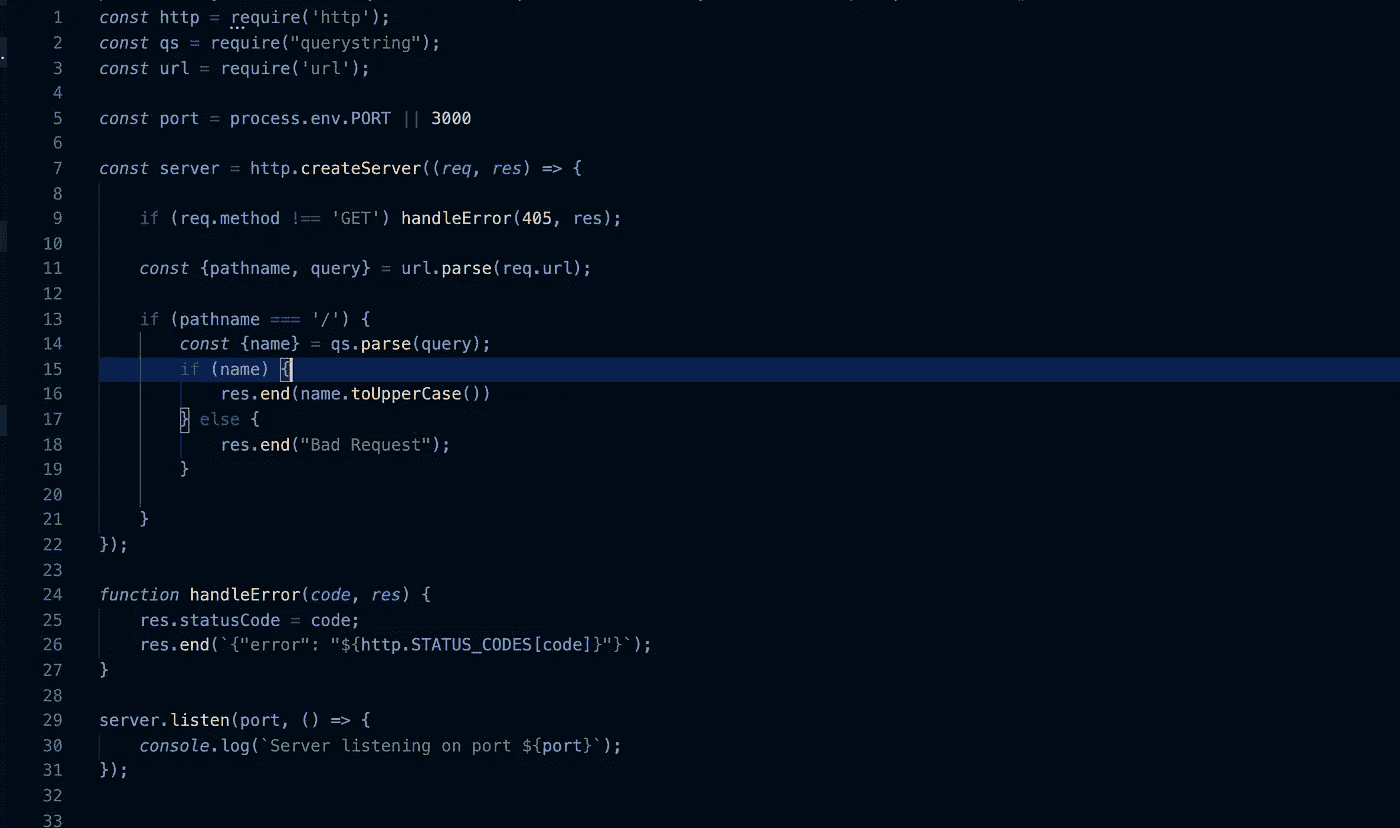 1 const http = require('http');
2 const qs = require("querystring");
3 const url = require('url');
4
5 const port = process.env.PORT || 3000
6
7 const server = http.createServer((req, res) => {
8
9 if (req.method !== 'GET') handleError(405, res);
10
11 const {pathname, query} = url.parse(req.url);
12
13 if (pathname === '/') {
14 const {name} = qs.parse(query);
15 if (name) {
16 res.end(name.toUpperCase())
17 } else {
18 res.end("Bad Request");
19 }
20
21 }
22 });
23
24 function handleError(code, res) {
25 res.statusCode = code;
26 res.end(`{"error": "${http.STATUS_CODES[code]}"}`);
27 }
28
29 server.listen(port, () => {
30 console.log(`Server listening on port ${port}`);
31 });
32
33